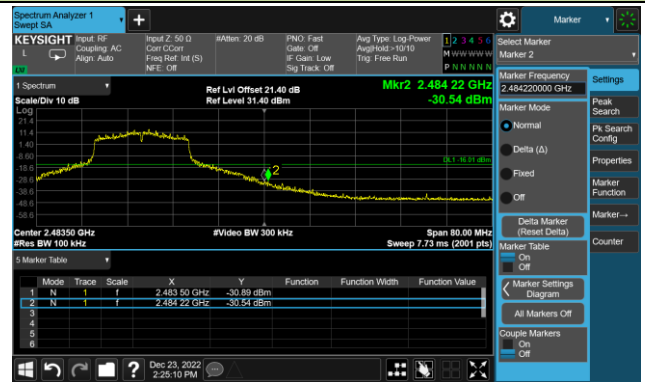 Spectrum Analyzer 1
Swept SA
+
Marker
KEYSIGHT Input: RF Input Z: 50 Ω #Atten: 20 dB PNO: Fast Avg Type: Log-Power 1 2 3 4 5 6
L Coupling: AC Corr CCorr Gate: Off Avg|Hold:>10/10 M W W W W W
Align: Auto Freq Ref: Int (S) IF Gain: Low Trig: Free Run
NFE: Off Sig Track: Off P N N N N N
LW
Select Marker
Marker 2
1 Spectrum
Ref Lvl Offset 21.40 dB
Mkr2 2.484 22 GHz
Scale/Div 10 dB
Ref Level 31.40 dBm
-30.54 dBm
Log
21.4
11.4
1.40
-8.60
-18.6
-28.6
-38.6
-48.6
-58.6
DL1 -16.01 dBm
2
Center 2.48350 GHz
#Video BW 300 kHz
Span 80.00 MHz
#Res BW 100 kHz
Sweep 7.73 ms (2001 pts)
5 Marker Table
Mode Trace Scale X Y Function Function Width Function Value
1 N 1 f 2.483 50 GHz -30.89 dBm
2 N 1 f 2.484 22 GHz -30.54 dBm
3
4
5
6
Marker Frequency
2.484220000 GHz
Marker Mode
Normal
Delta (Δ)
Fixed
Off
Delta Marker
(Reset Delta)
Marker Table
On
Off
Marker Settings
Diagram
All Markers Off
Couple Markers
On
Off
Settings
Peak
Search
Pk Search
Config
Properties
Marker
Function
Marker→
Counter
?
Dec 23, 2022
2:25:10 PM